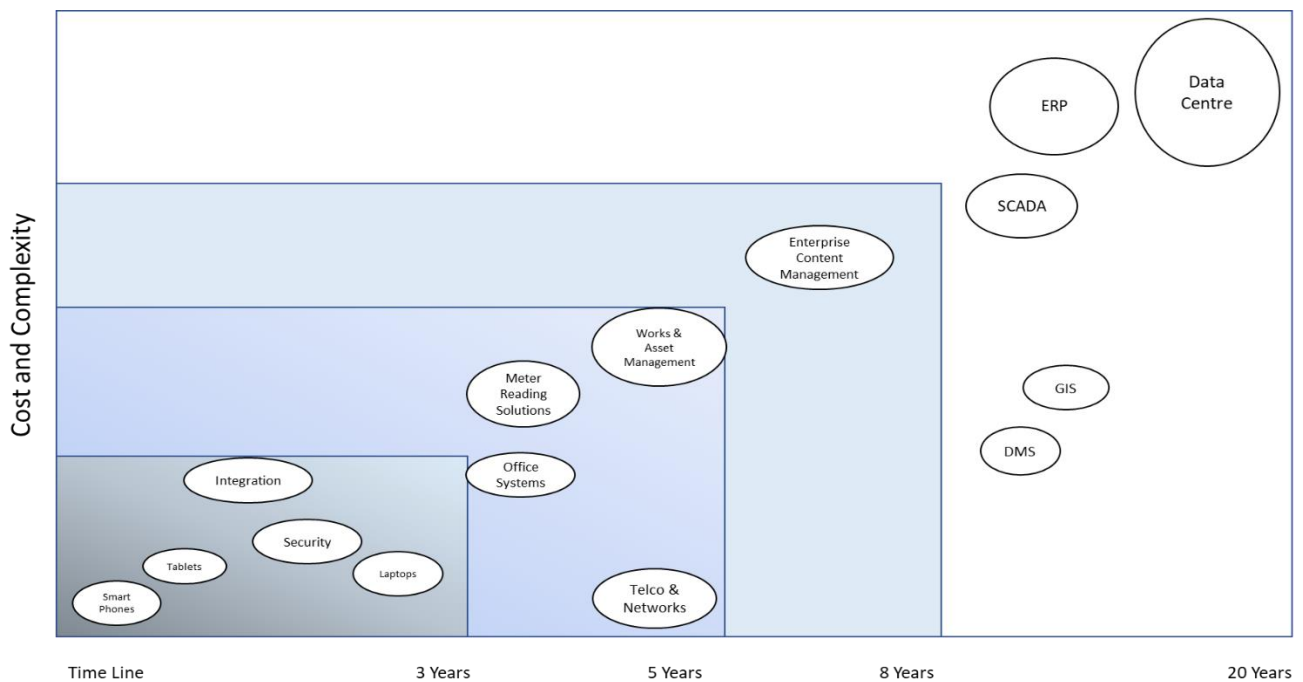 Cost and Complexity
Data
Centre
ERP
SCADA
Enterprise
Content
Management
Works &
Asset
Management
Meter
Reading
Solutions
GIS
DMS
Office
Systems
Integration
Security
Tablets
Laptops
Smart
Phones
Telco &
Networks
Time Line
3 Years
5 Years
8 Years
20 Years